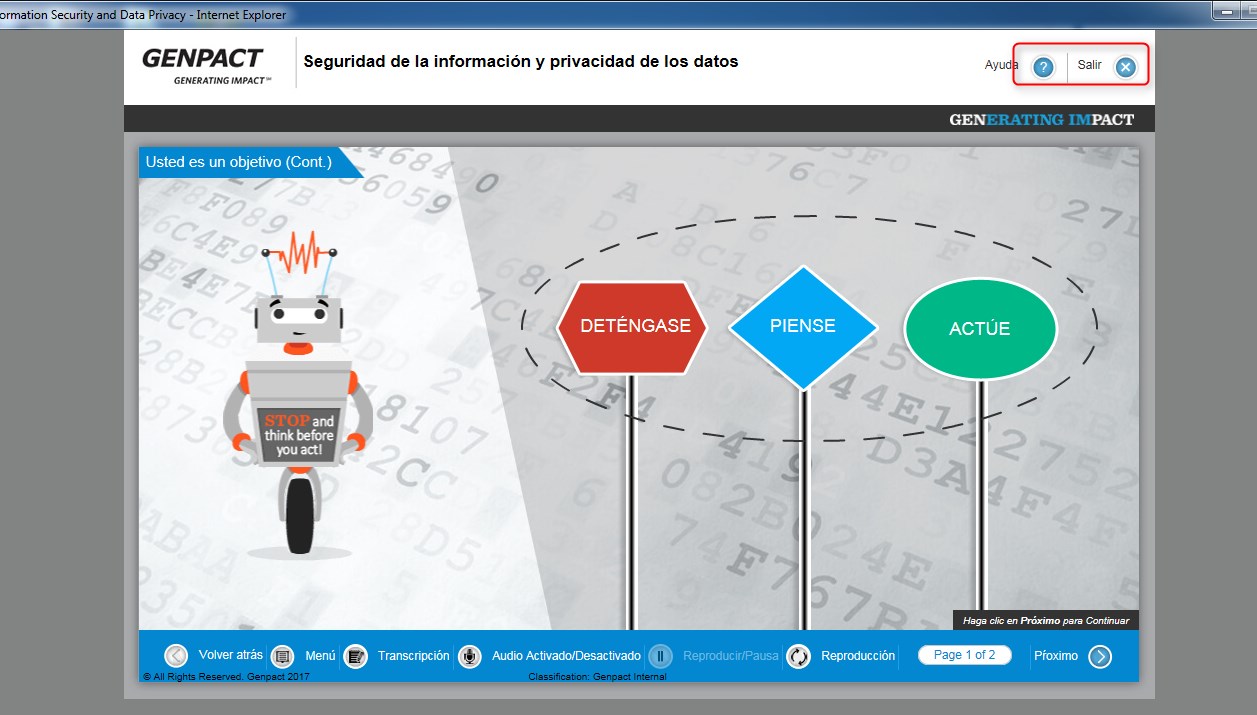 ormation Security and Data Privacy - Internet Explorer
GENPACT
GENERATING IMPACT℠
Seguridad de la información y privacidad de los datos
Ayuda
?
Salir
GENERATING IMPACT
Usted es un objetivo (Cont.)
DETÉNGASE
PIENSE
ACTÚE
STOP and
think before
you act!
Haga clic en Próximo para Continuar
Volver atrás
Menú
Transcripción
Audio Activado/Desactivado
Reproducir/Pausa
Reproducción
Page 1 of 2
Próximo
© All Rights Reserved. Genpact 2017
Classification: Genpact Internal